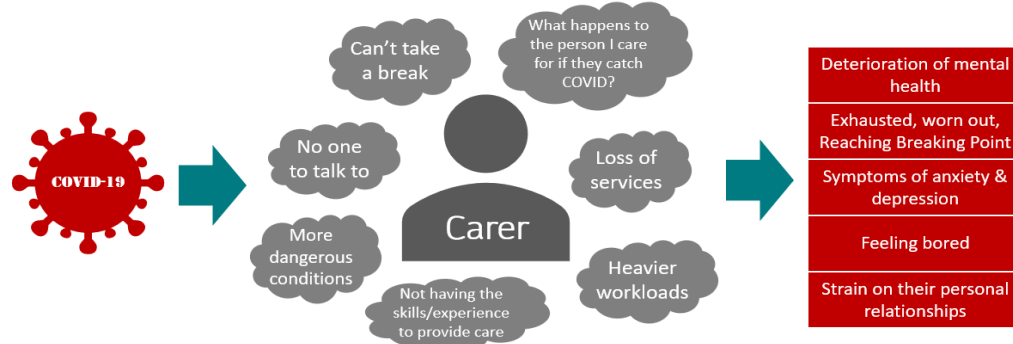 COVID-19
Can't take
a break
What happens to
the person I care
for if they catch
COVID?
No one
to talk to
Loss of
services
More
dangerous
conditions
Heavier
workloads
Not having the
skills/experience
to provide care
Carer
Deterioration of mental
health
Exhausted, worn out,
Reaching Breaking Point
Symptoms of anxiety &
depression
Feeling bored
Strain on their personal
relationships